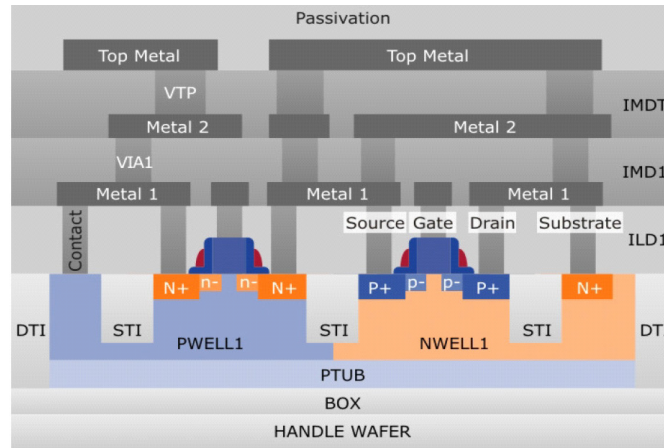 Passivation
Top Metal
Top Metal
VTP
IMDT
Metal 2
Metal 2
VIA1
IMD1
Metal 1
Metal 1
Metal 1
Contact
Source
Gate
Drain
Substrate
ILD1
N+
n-
n-
N+
P+
p-
p-
P+
N+
DTI
STI
PWELL1
STI
NWELL1
STI
DTI
PTUB
BOX
HANDLE WAFER